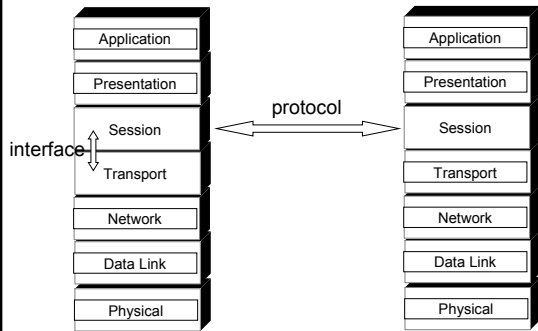 Application
Presentation
Session
Transport
Network
Data Link
Physical
interface
protocol
Application
Presentation
Session
Transport
Network
Data Link
Physical